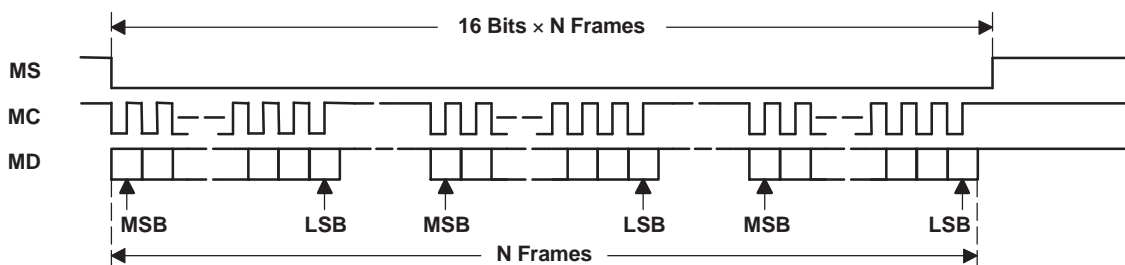 16 Bits × N Frames
MS
MC
MD
MSB LSB MSB LSB MSB LSB
N Frames